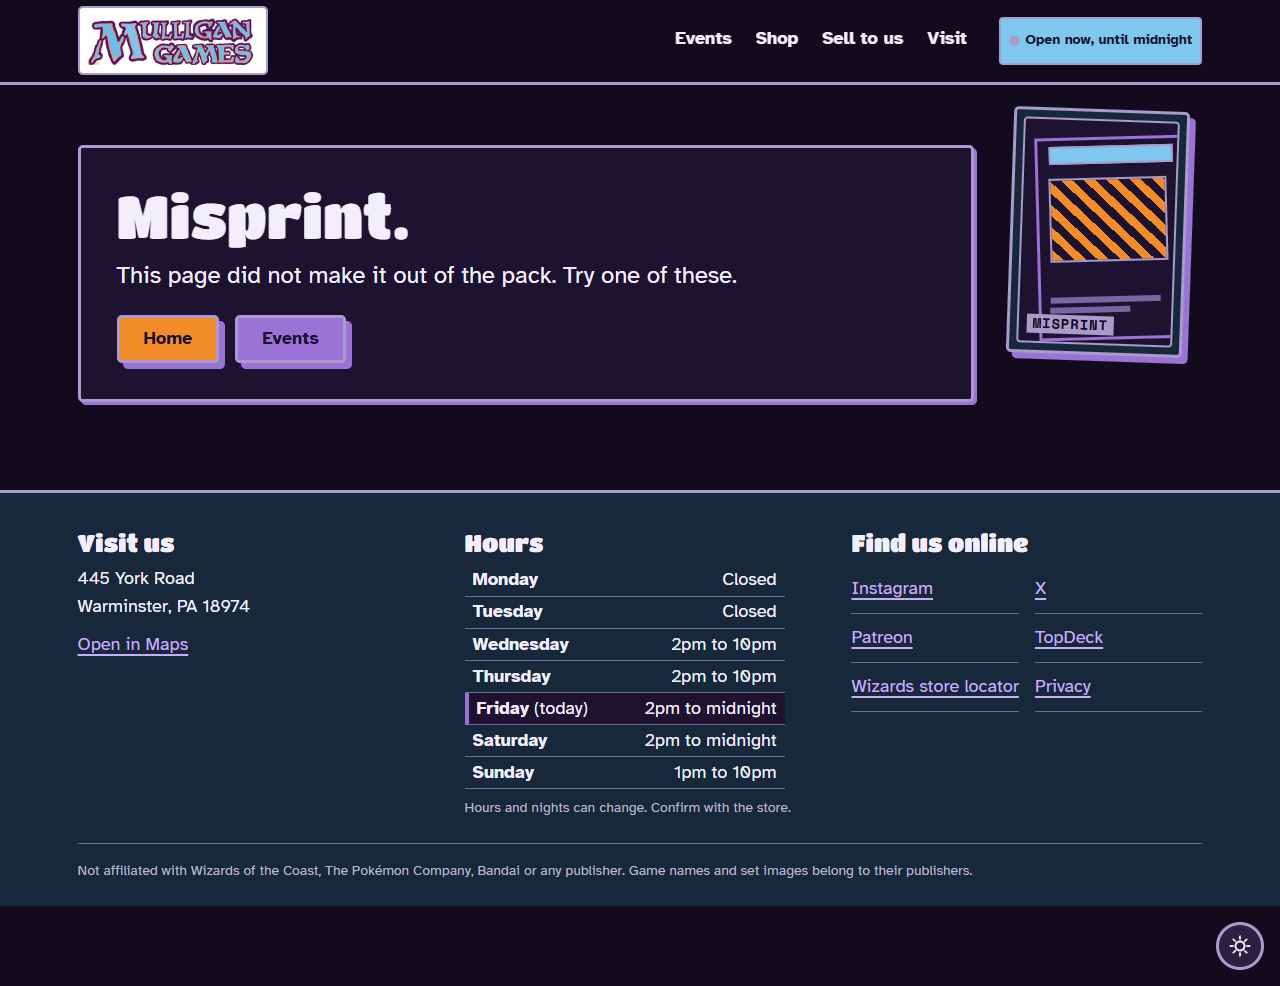 MULLIGAN GAMES
Events Shop Sell to us Visit
Open now, until midnight
Misprint.
This page did not make it out of the pack. Try one of these.
Home Events
MISPRINT
Visit us
445 York Road
Warminster, PA 18974
Open in Maps
Hours
Monday Closed
Tuesday Closed
Wednesday 2pm to 10pm
Thursday 2pm to 10pm
Friday (today) 2pm to midnight
Saturday 2pm to midnight
Sunday 1pm to 10pm
Hours and nights can change. Confirm with the store.
Find us online
Instagram X
Patreon TopDeck
Wizards store locator Privacy
Not affiliated with Wizards of the Coast, The Pokémon Company, Bandai or any publisher. Game names and set images belong to their publishers.